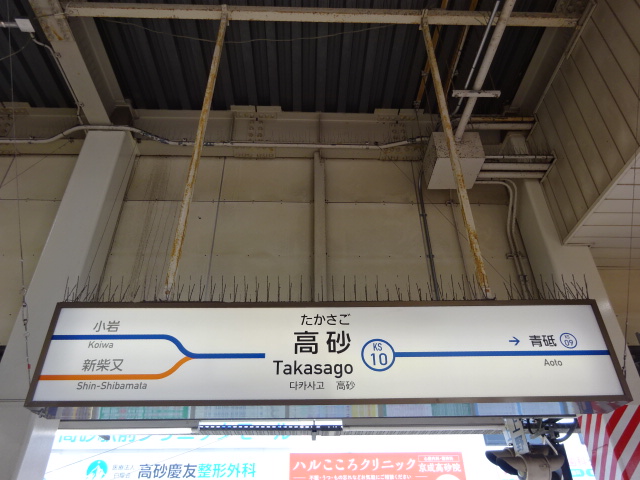 小岩
Koiwa
新柴又
Shin-Shibamata
たかさご
高砂
Takasago
다카사고 高砂
KS
10
→ 青砥
KS
09
Aoto
高砂慶友整形外科
ハルこころクリニック
京成高砂院